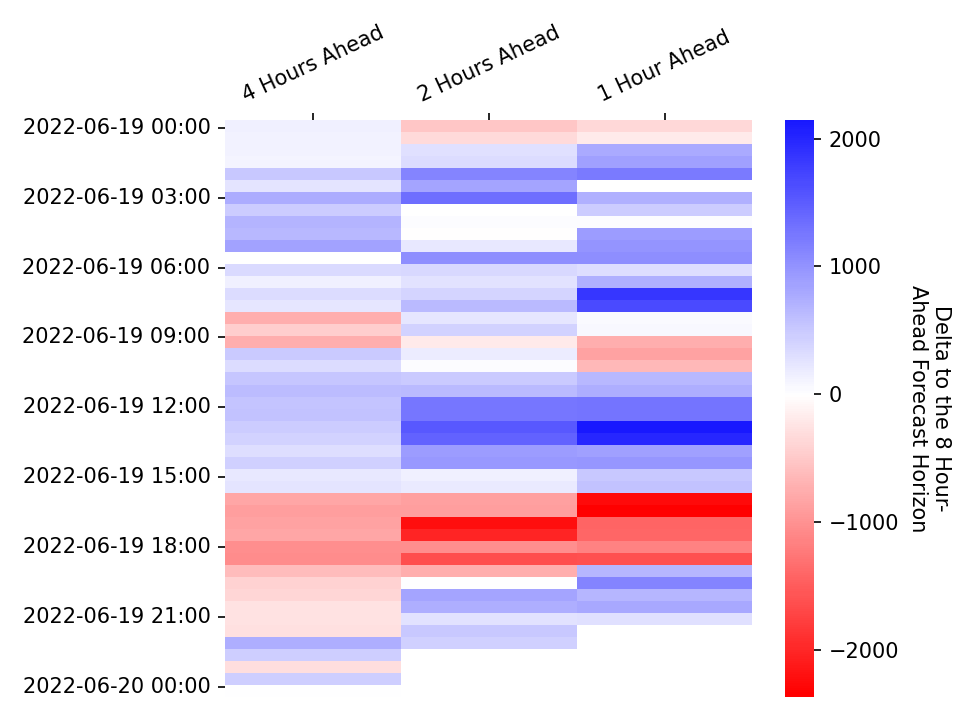 4 Hours Ahead
2 Hours Ahead
1 Hour Ahead
2022-06-19 00:00
2022-06-19 03:00
2022-06-19 06:00
2022-06-19 09:00
2022-06-19 12:00
2022-06-19 15:00
2022-06-19 18:00
2022-06-19 21:00
2022-06-20 00:00
2000
1000
0
−1000
−2000
Delta to the 8 Hour-
Ahead Forecast Horizon